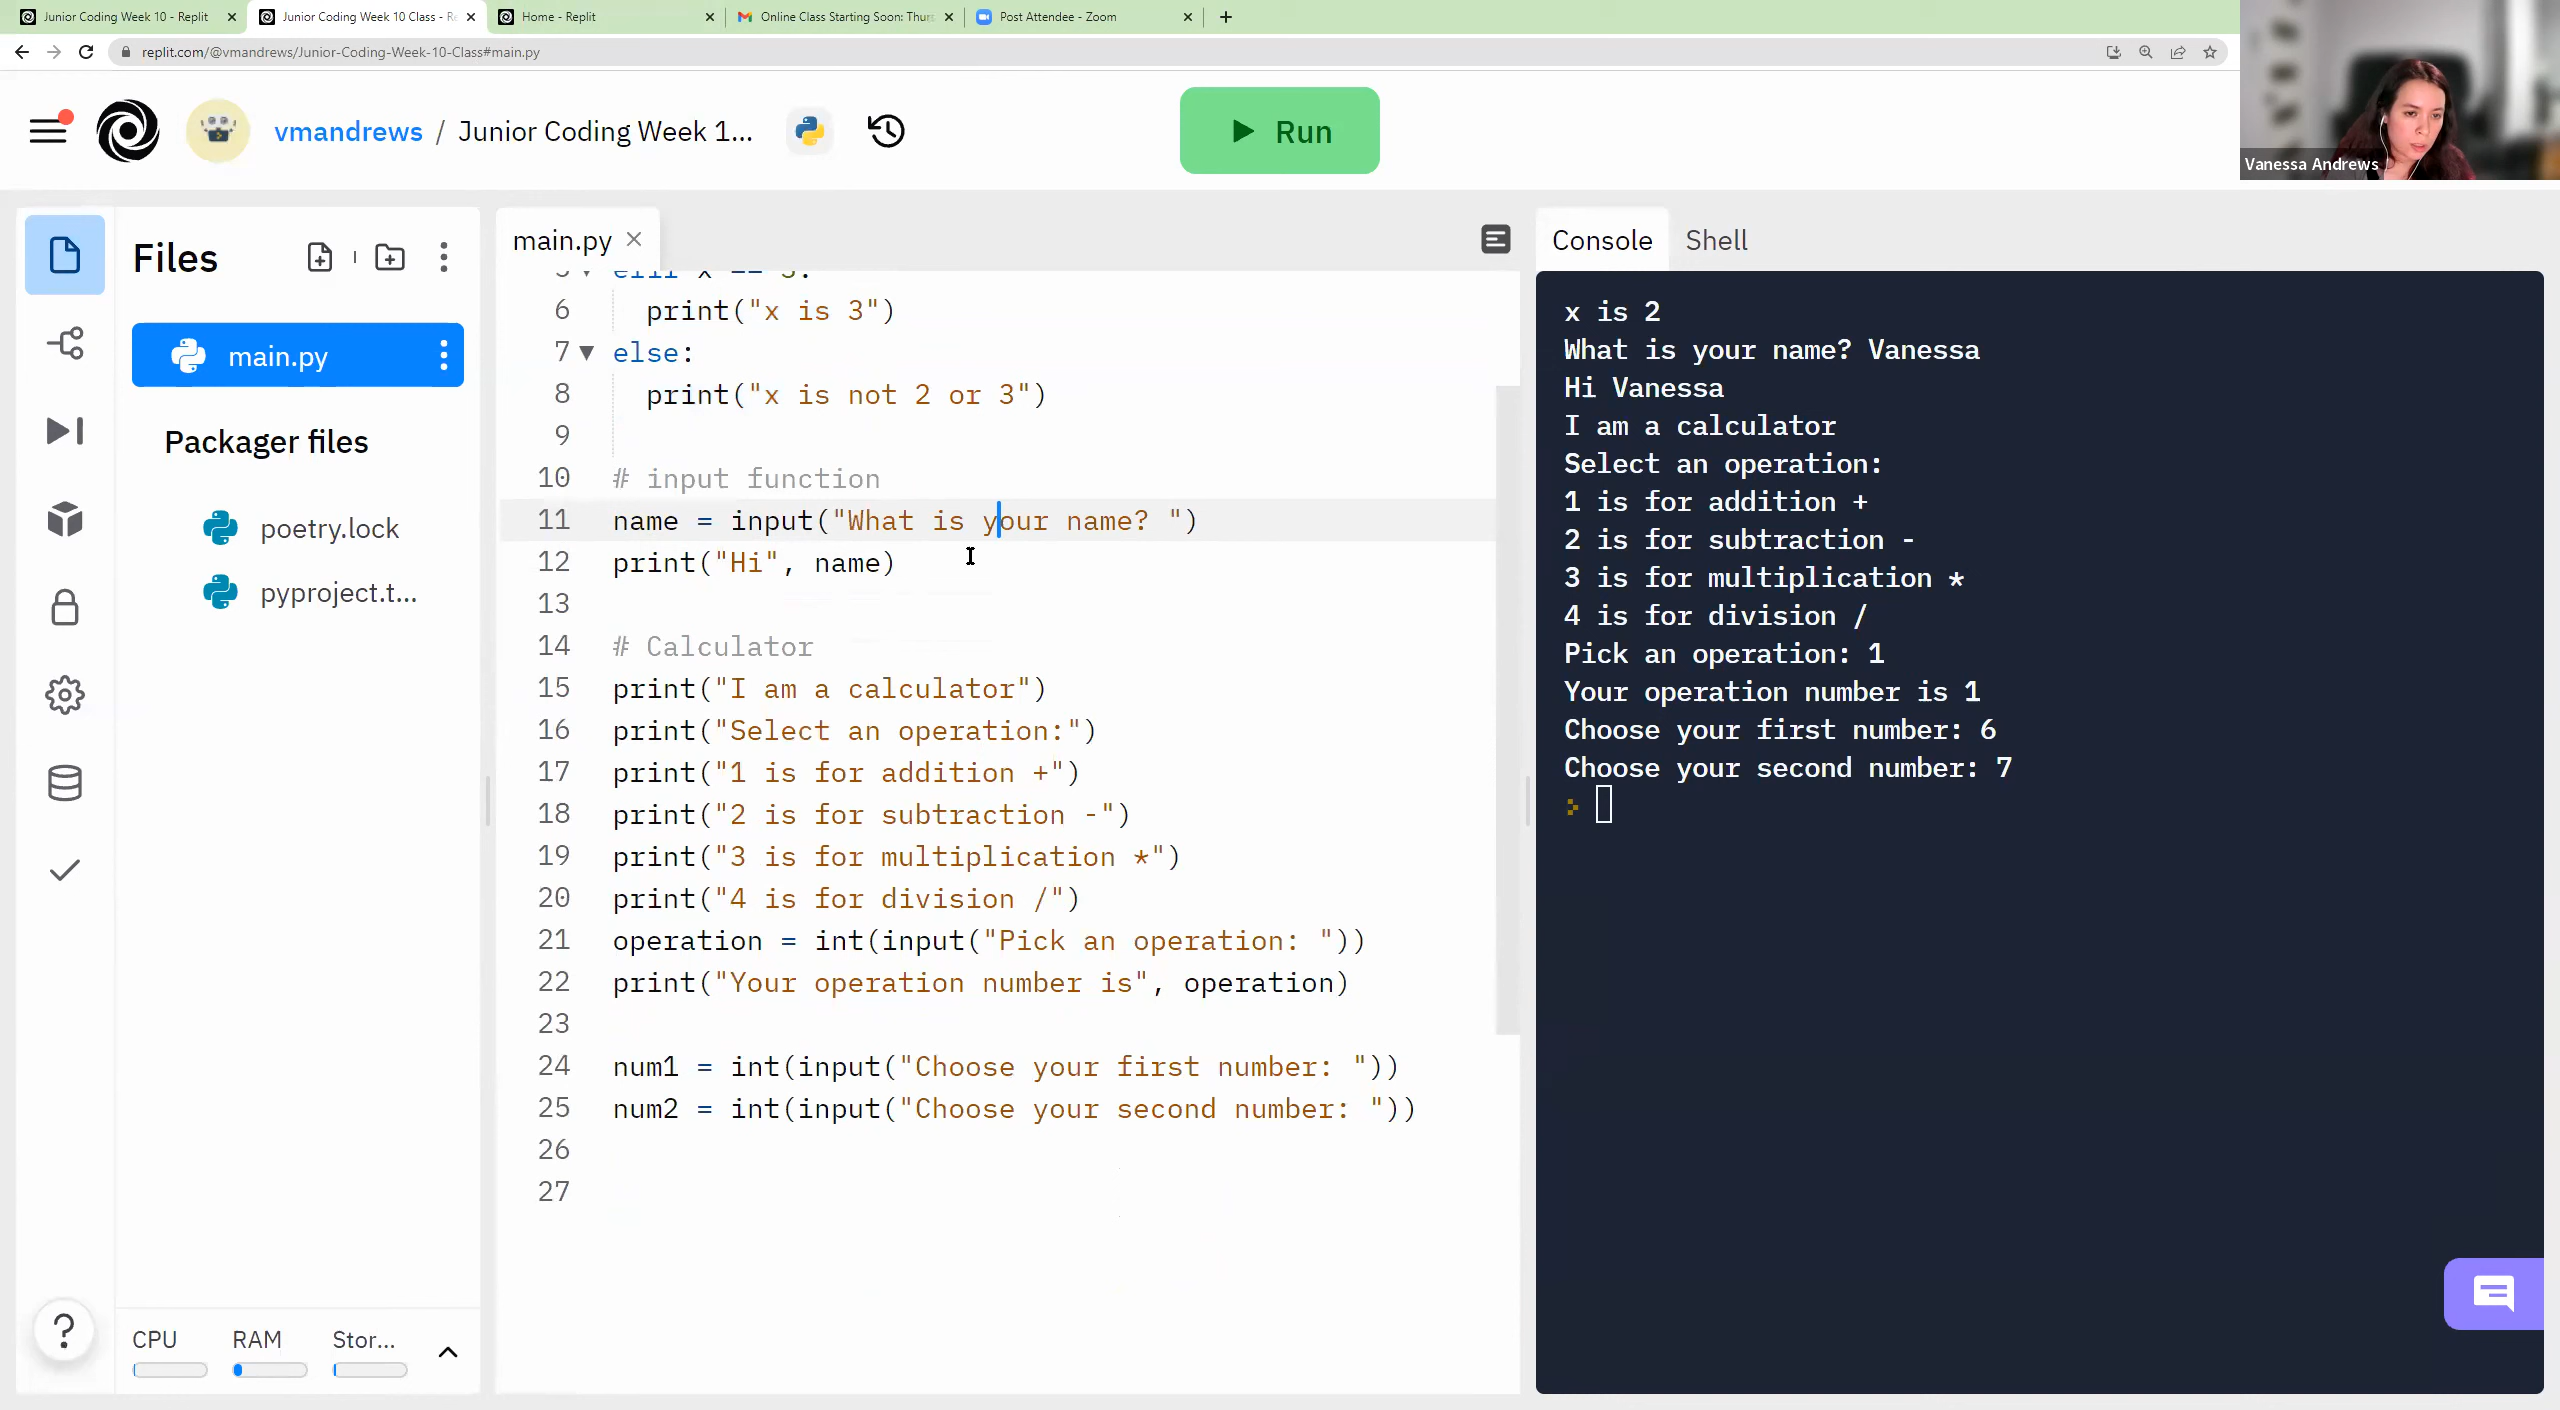 Junior Coding Week 10 - Replit
Junior Coding Week 10 Class - Re
Home - Replit
Online Class Starting Soon: Thurs
Post Attendee - Zoom
replit.com/@vmandrews/Junior-Coding-Week-10-Class#main.py
Vanessa Andrews
vmandrews / Junior Coding Week 1...
Run
Files
main.py
Packager files
poetry.lock
pyproject.t...
CPU RAM Stor...
main.py
5 elif x == 3:
6 print("x is 3")
7 else:
8 print("x is not 2 or 3")
9
10 # input function
11 name = input("What is your name? ")
12 print("Hi", name)
13
14 # Calculator
15 print("I am a calculator")
16 print("Select an operation:")
17 print("1 is for addition +")
18 print("2 is for subtraction -")
19 print("3 is for multiplication *")
20 print("4 is for division /")
21 operation = int(input("Pick an operation: "))
22 print("Your operation number is", operation)
23
24 num1 = int(input("Choose your first number: "))
25 num2 = int(input("Choose your second number: "))
26
27
Console Shell
x is 2
What is your name? Vanessa
Hi Vanessa
I am a calculator
Select an operation:
1 is for addition +
2 is for subtraction -
3 is for multiplication *
4 is for division /
Pick an operation: 1
Your operation number is 1
Choose your first number: 6
Choose your second number: 7